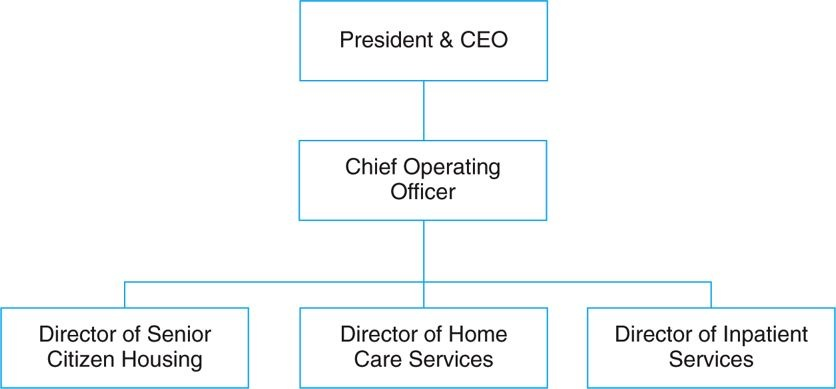 President & CEO
Chief Operating
Officer
Director of Senior
Citizen Housing
Director of Home
Care Services
Director of Inpatient
Services